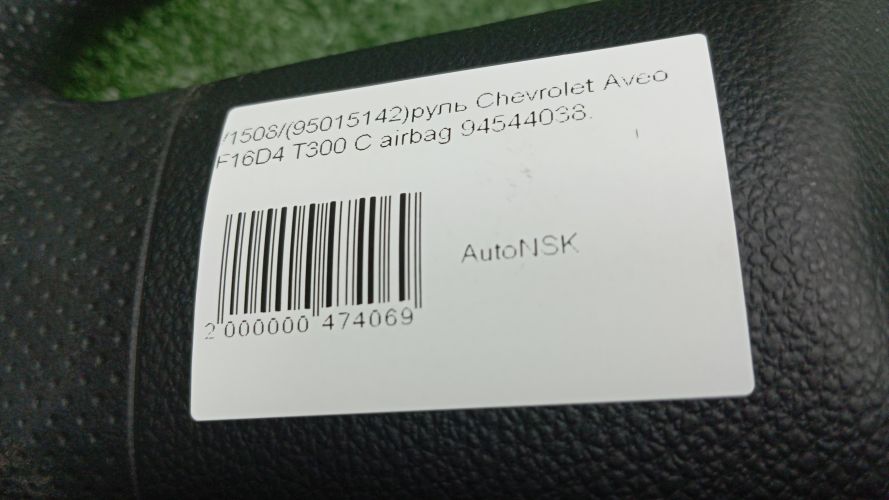 /1508/(95015142)руль Chevrolet Aveo
F16D4 T300 С airbag 94544038.
AutoNSK
2 000000 474069